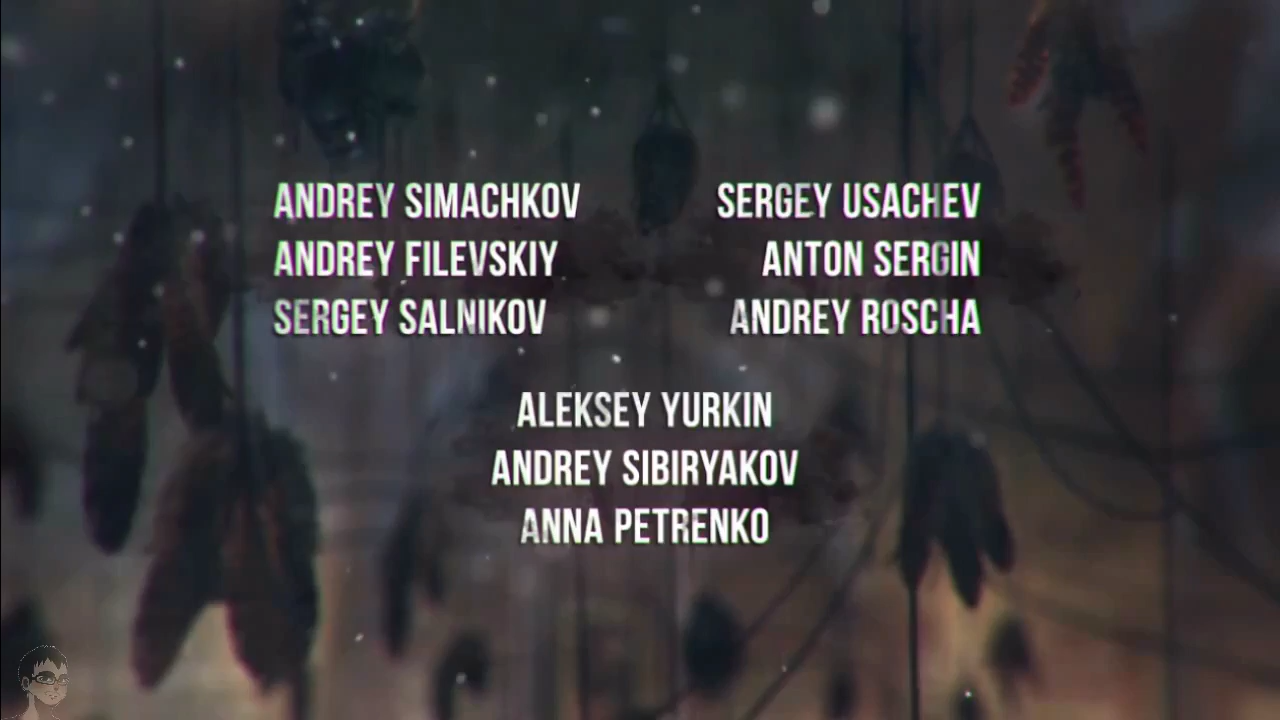 ANDREY SIMACHKOV
ANDREY FILEVSKIY
SERGEY SALNIKOV
SERGEY USACHEV
ANTON SERGIN
ANDREY ROSCHA
ALEKSEY YURKIN
ANDREY SIBIRYAKOV
ANNA PETRENKO